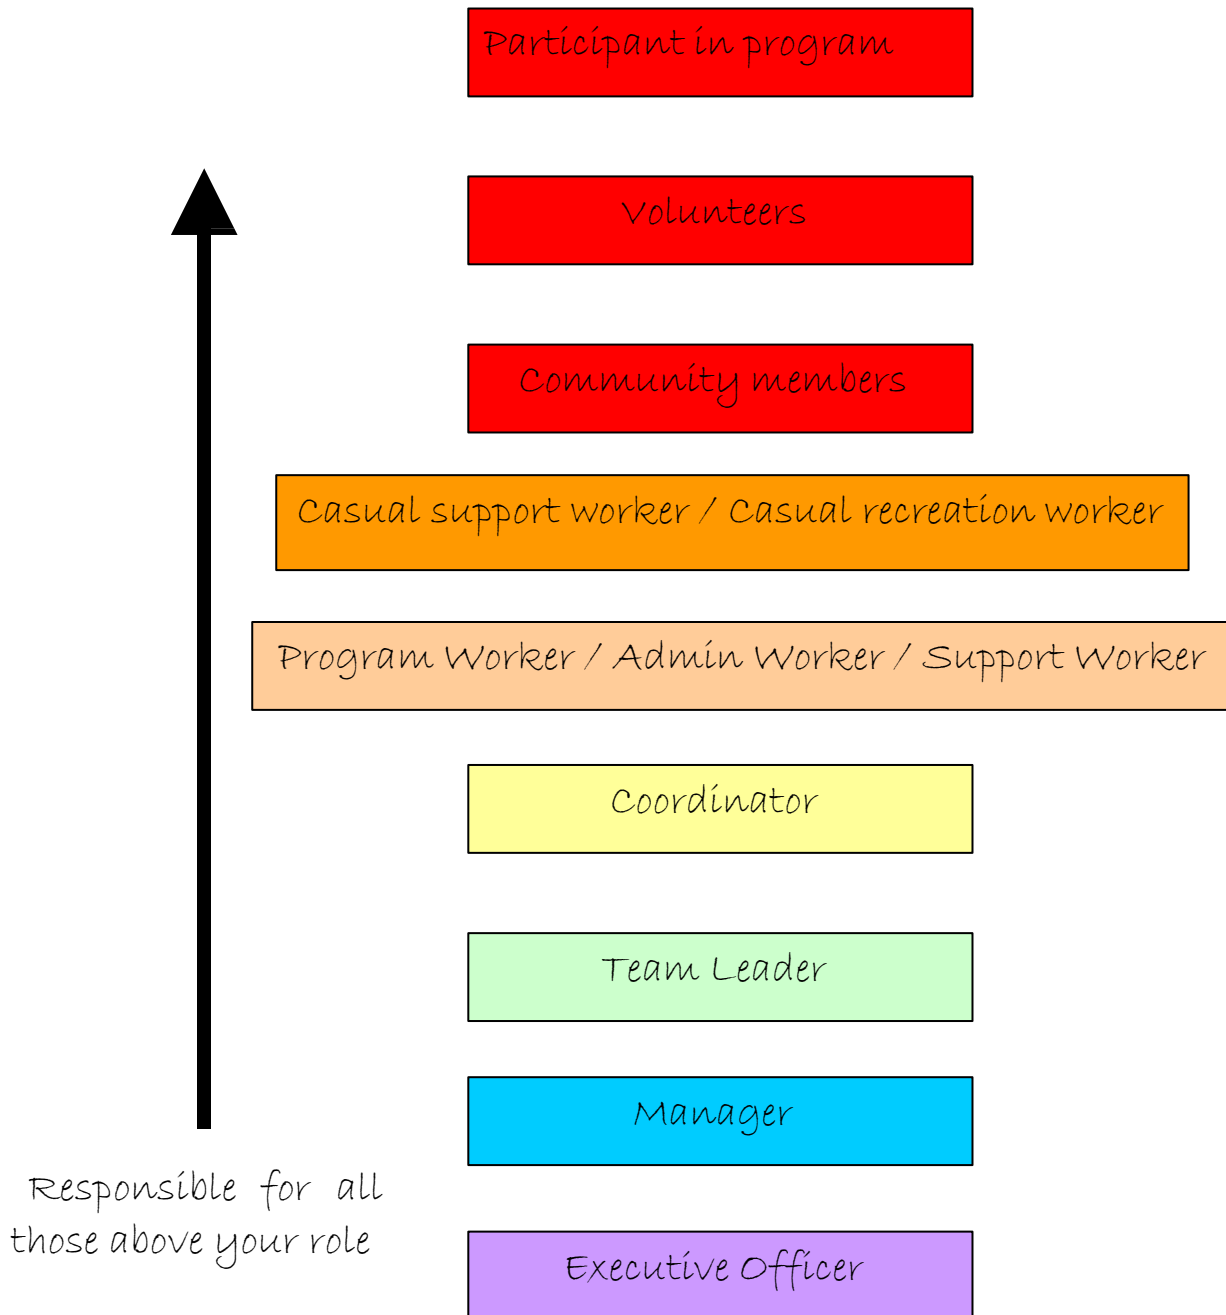 Participant in program
Volunteers
Community members
Casual support worker / Casual recreation worker
Program Worker / Admin Worker / Support Worker
Coordinator
Team Leader
Manager
Responsible for all
those above your role
Executive Officer